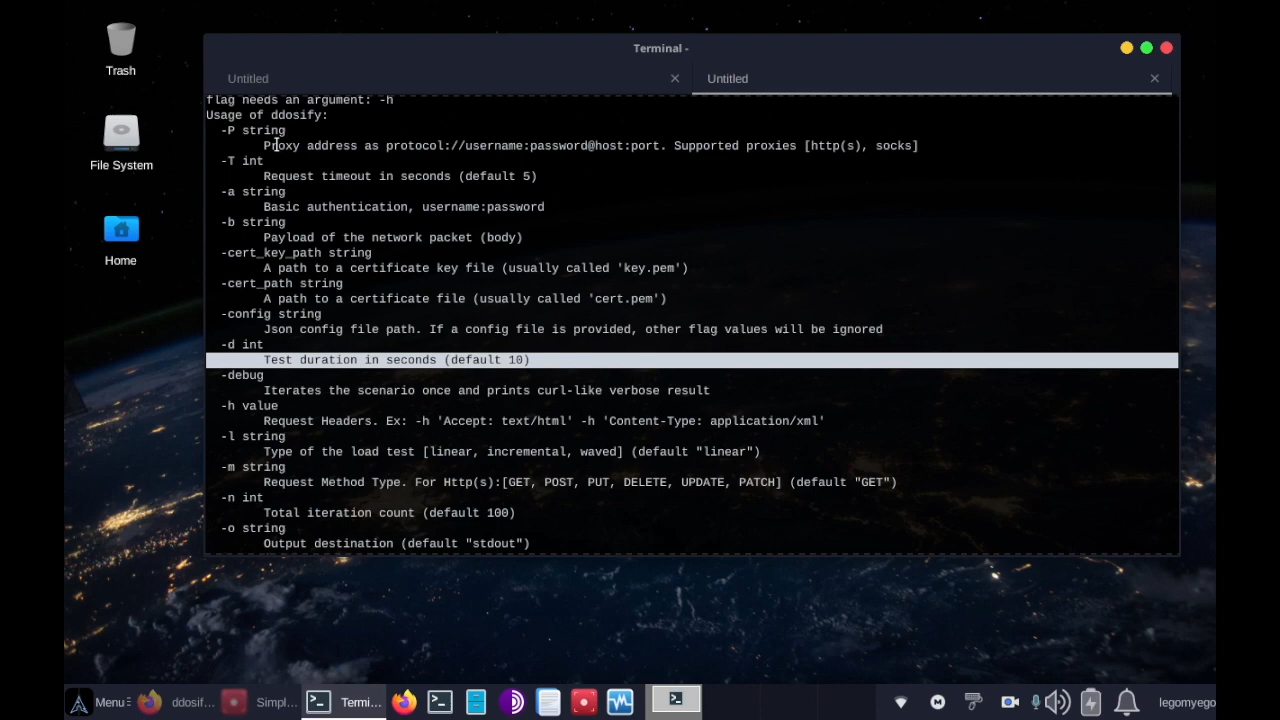 Trash
File System
Home
Terminal -
Untitled
Untitled
flag needs an argument: -h
Usage of ddosify:
-P string
Proxy address as protocol://username:password@host:port. Supported proxies [http(s), socks]
-T int
Request timeout in seconds (default 5)
-a string
Basic authentication, username:password
-b string
Payload of the network packet (body)
-cert_key_path string
A path to a certificate key file (usually called 'key.pem')
-cert_path string
A path to a certificate file (usually called 'cert.pem')
-config string
Json config file path. If a config file is provided, other flag values will be ignored
-d int
Test duration in seconds (default 10)
-debug
Iterates the scenario once and prints curl-like verbose result
-h value
Request Headers. Ex: -h 'Accept: text/html' -h 'Content-Type: application/xml'
-l string
Type of the load test [linear, incremental, waved] (default "linear")
-m string
Request Method Type. For Http(s):[GET, POST, PUT, DELETE, UPDATE, PATCH] (default "GET")
-n int
Total iteration count (default 100)
-o string
Output destination (default "stdout")
Menu ddosif... Simpl... Termi... legomyego